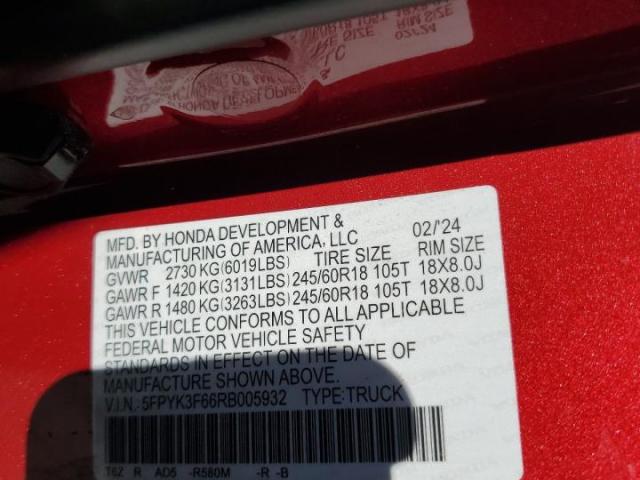 MFD. BY HONDA DEVELOPMENT & 02/'24
MANUFACTURING OF AMERICA, LLC
GVWR 2730 KG(6019LBS) TIRE SIZE RIM SIZE
GAWR F 1420 KG(3131LBS) 245/60R18 105T 18X8.0J
GAWR R 1480 KG(3263LBS) 245/60R18 105T 18X8.0J
THIS VEHICLE CONFORMS TO ALL APPLICABLE
FEDERAL MOTOR VEHICLE SAFETY
STANDARDS IN EFFECT ON THE DATE OF
MANUFACTURE SHOWN ABOVE.
V.I.N.: 5FPYK3F66RB005932 TYPE:TRUCK
T6Z R AD5 -R580M -R -B